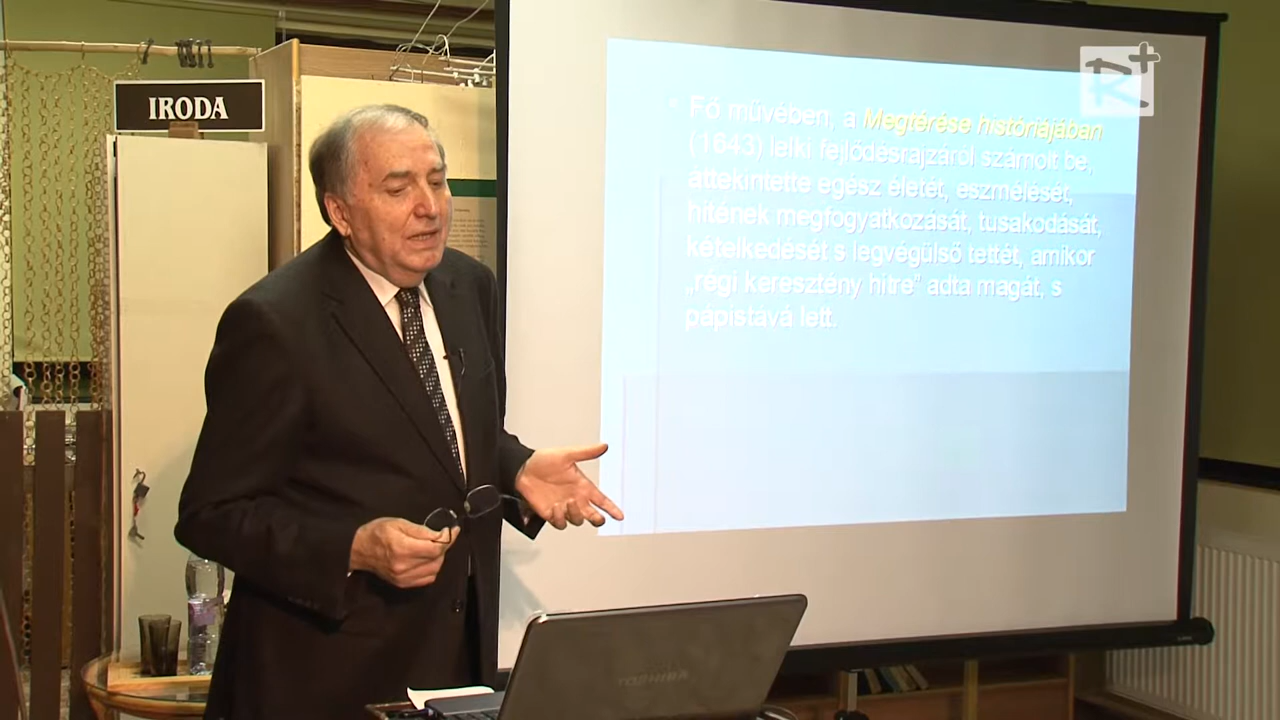 IRODA
R+
• Fő művében, a Megtérése históriájában
(1643) lelki fejlődésrajzáról számolt be,
áttekintette egész életét, eszmélését,
hitének megfogyatkozását, tusakodását,
kételkedését s legvégülső tettét, amikor
„régi keresztény hitre” adta magát, s
pápistává lett.
TOSHIBA